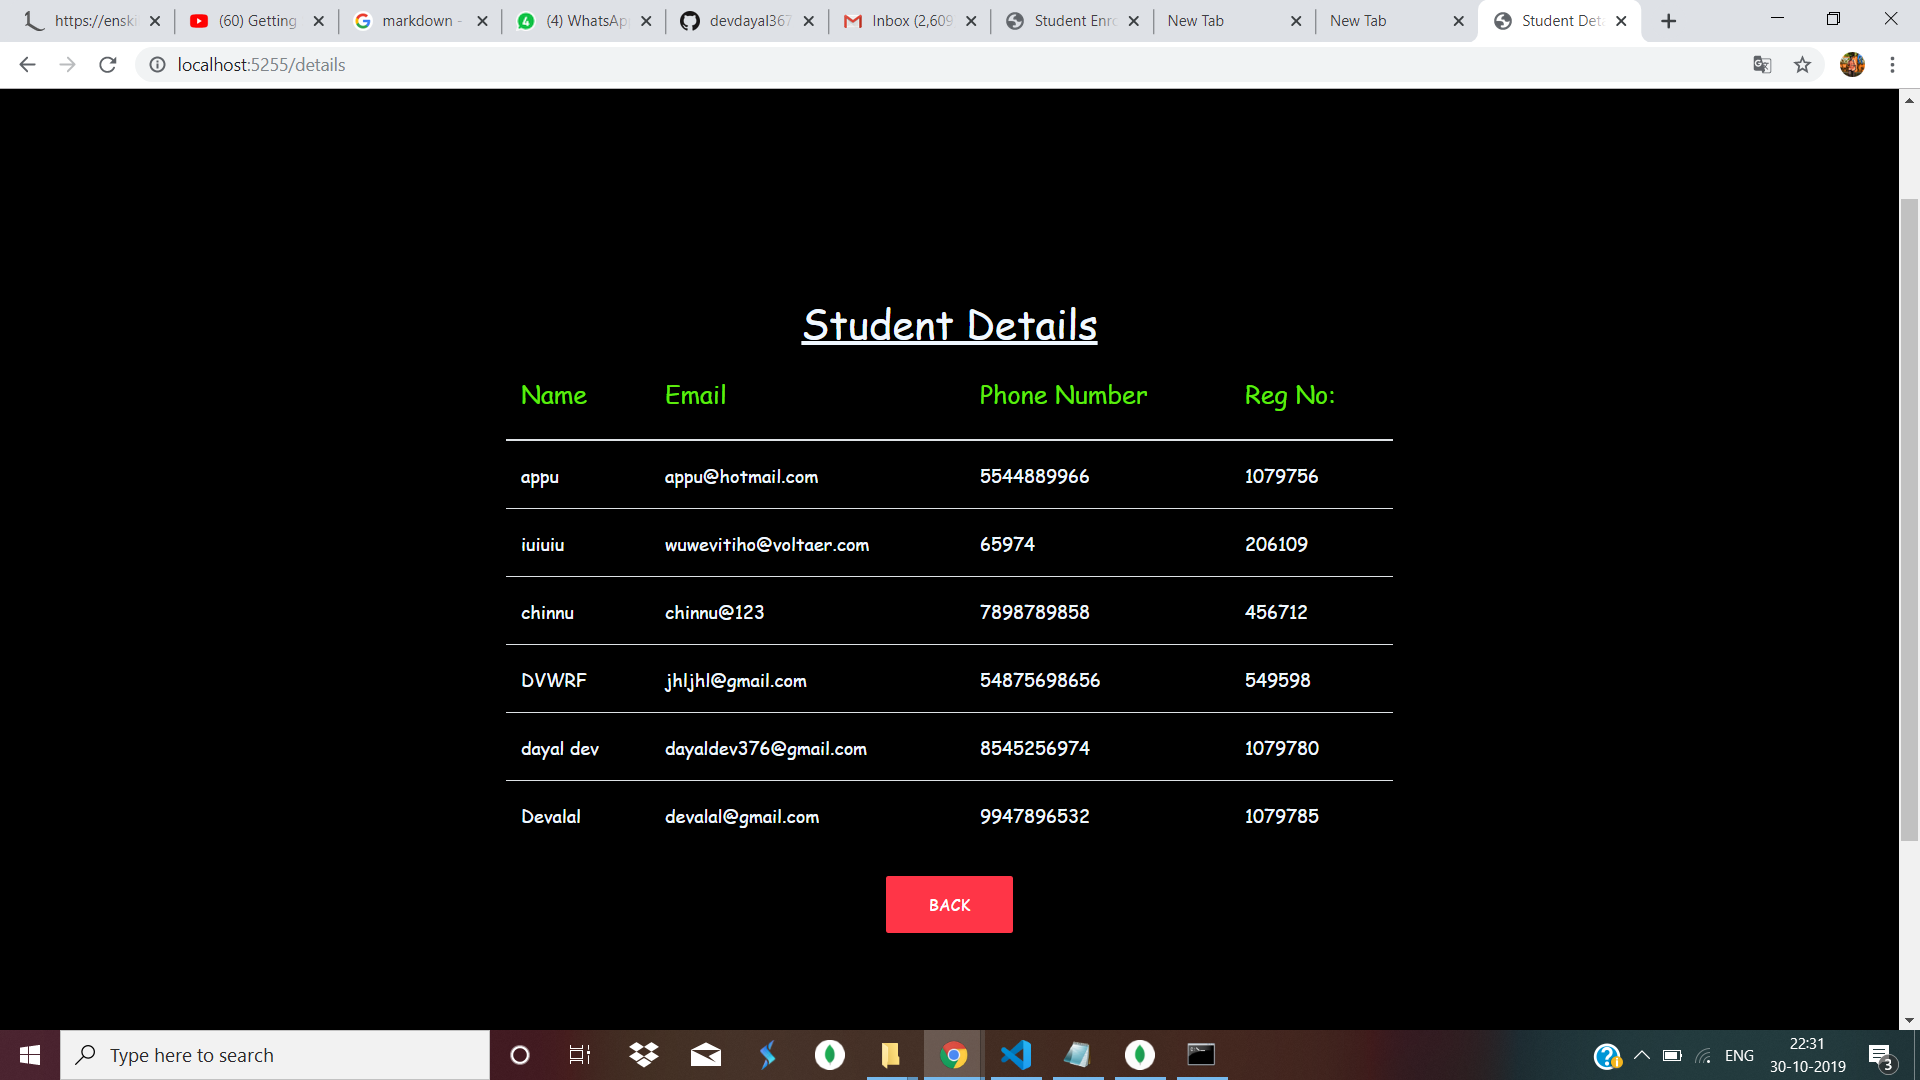 https://enski
(60) Getting
markdown -
(4) WhatsAp
devdayal367
Inbox (2,609
Student Enro
New Tab
New Tab
Student Deta
localhost:5255/details
Student Details
Name Email Phone Number Reg No:
appu appu@hotmail.com 5544889966 1079756
iuiuiu wuwevitiho@voltaer.com 65974 206109
chinnu chinnu@123 7898789858 456712
DVWRF jhljhl@gmail.com 54875698656 549598
dayal dev dayaldev376@gmail.com 8545256974 1079780
Devalal devalal@gmail.com 9947896532 1079785
BACK
Type here to search
ENG
22:31
30-10-2019
3